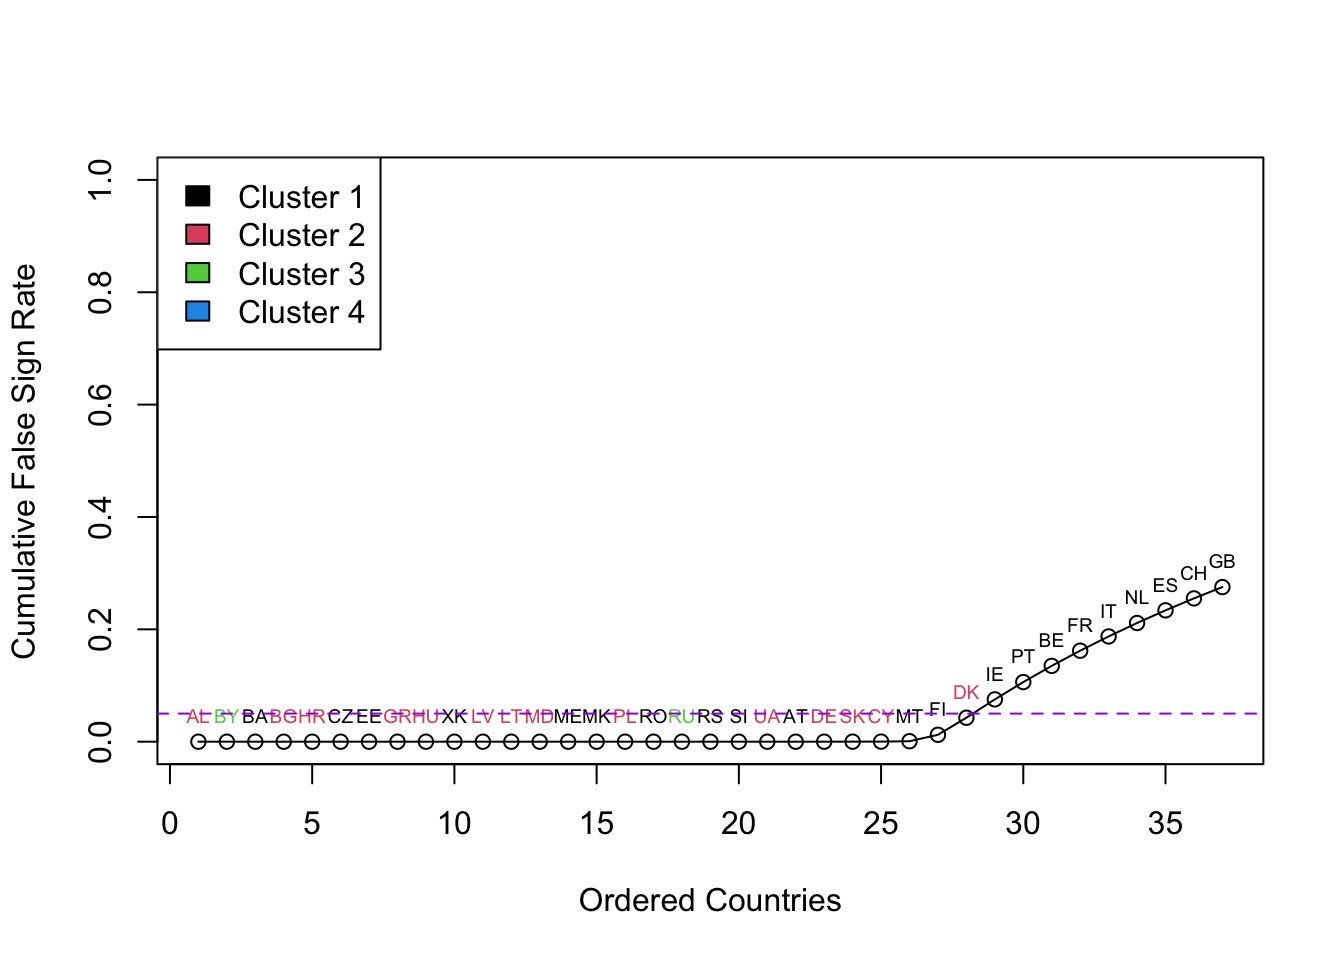 1.0
0.8
0.6
0.4
0.2
0.0
Cumulative False Sign Rate
Cluster 1
Cluster 2
Cluster 3
Cluster 4
AL BY BA BG HR CZ EE GR HU XK LV LT MD ME MK PL RO RU RS SI UA AT DE SK CY MT FI DK IE PT BE FR IT NL ES CH GB
0 5 10 15 20 25 30 35
Ordered Countries